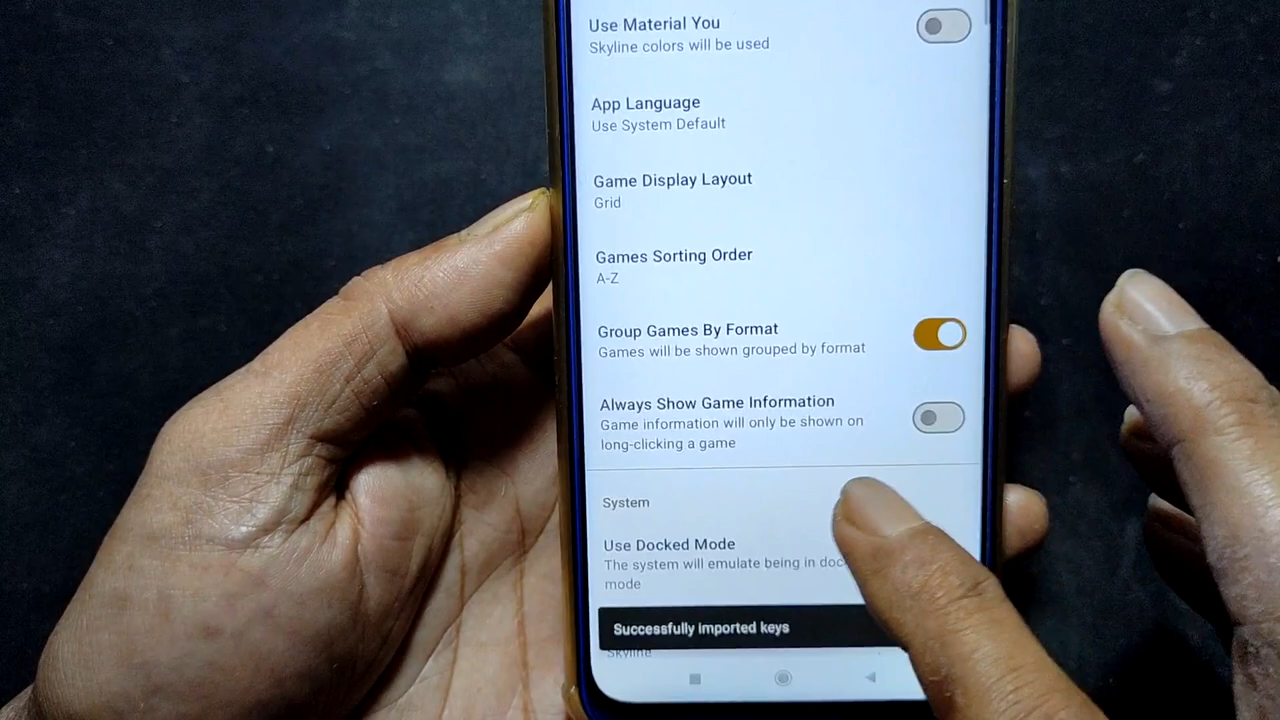 Use Material You
Skyline colors will be used
App Language
Use System Default
Game Display Layout
Grid
Games Sorting Order
A-Z
Group Games By Format
Games will be shown grouped by format
Always Show Game Information
Game information will only be shown on
long-clicking a game
System
Use Docked Mode
The system will emulate being in doc
mode
Successfully imported keys
Skyline